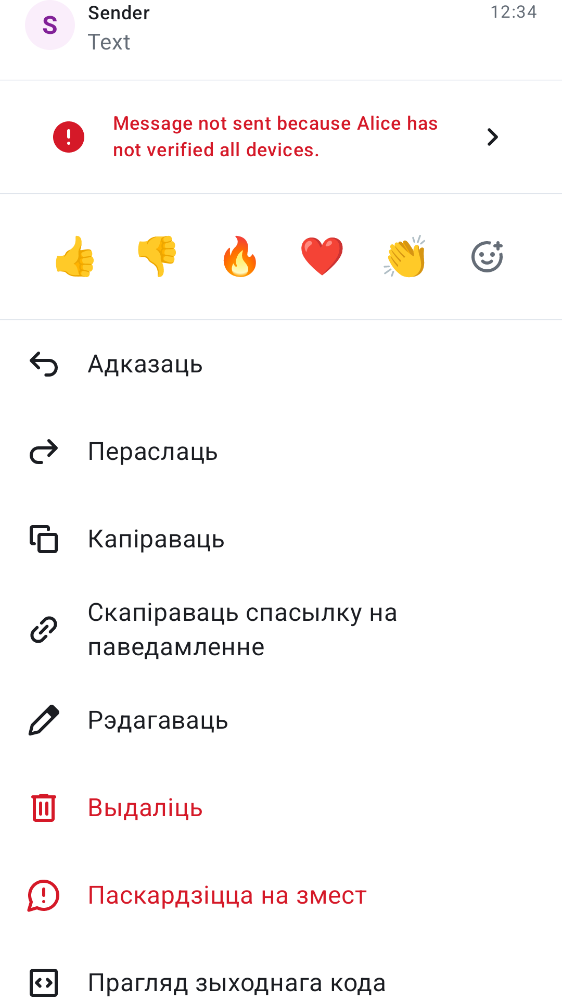 S
Sender
12:34
Text
Message not sent because Alice has
not verified all devices.
Адказаць
Пераслаць
Капіраваць
Скапіраваць спасылку на
паведамленне
Рэдагаваць
Выдаліць
Паскардзіцца на змест
Прагляд зыходнага кода